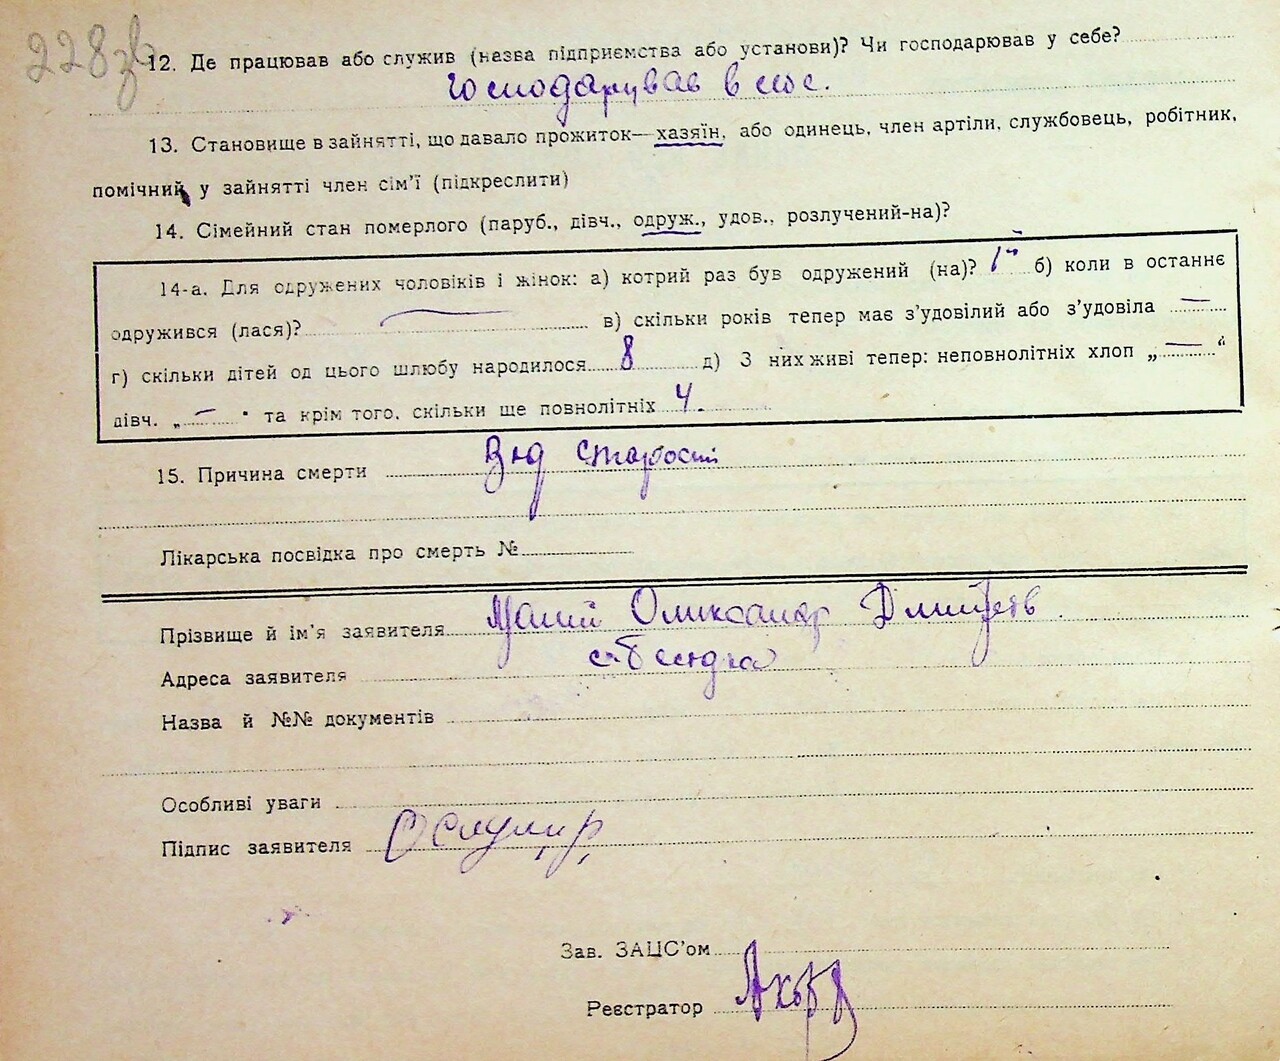 228зв
12. Де працював або служив (назва підприємства або установи)? Чи господарював у себе?
Господарував в с/г.
13. Становище в зайнятті, що давало прожиток—хазяїн, або одинець, член артіли, службовець, робітник,
помічний у зайнятті член сім’ї (підкреслити)
14. Сімейний стан померлого (паруб., дівч., одруж., удов., розлучений-на)?
14-а. Для одружених чоловіків і жінок: а) котрий раз був одружений (на)? 1й б) коли в останнє
одружився (лася)? — в) скільки років тепер має з’удовілий або з’удовіла —
г) скільки дітей од цього шлюбу народилося 8 д) З них живі тепер: неповнолітніх хлоп „—“
дівч. „—“ та крім того, скільки ще повнолітніх 4.
15. Причина смерти Від старости
Лікарська посвідка про смерть №
Прізвище й ім’я заявителя Олександр Дмитрів
Адреса заявителя
Назва й №№ документів
Особливі уваги
Підпис заявителя
Зав. ЗАЦС’ом
Реєстратор